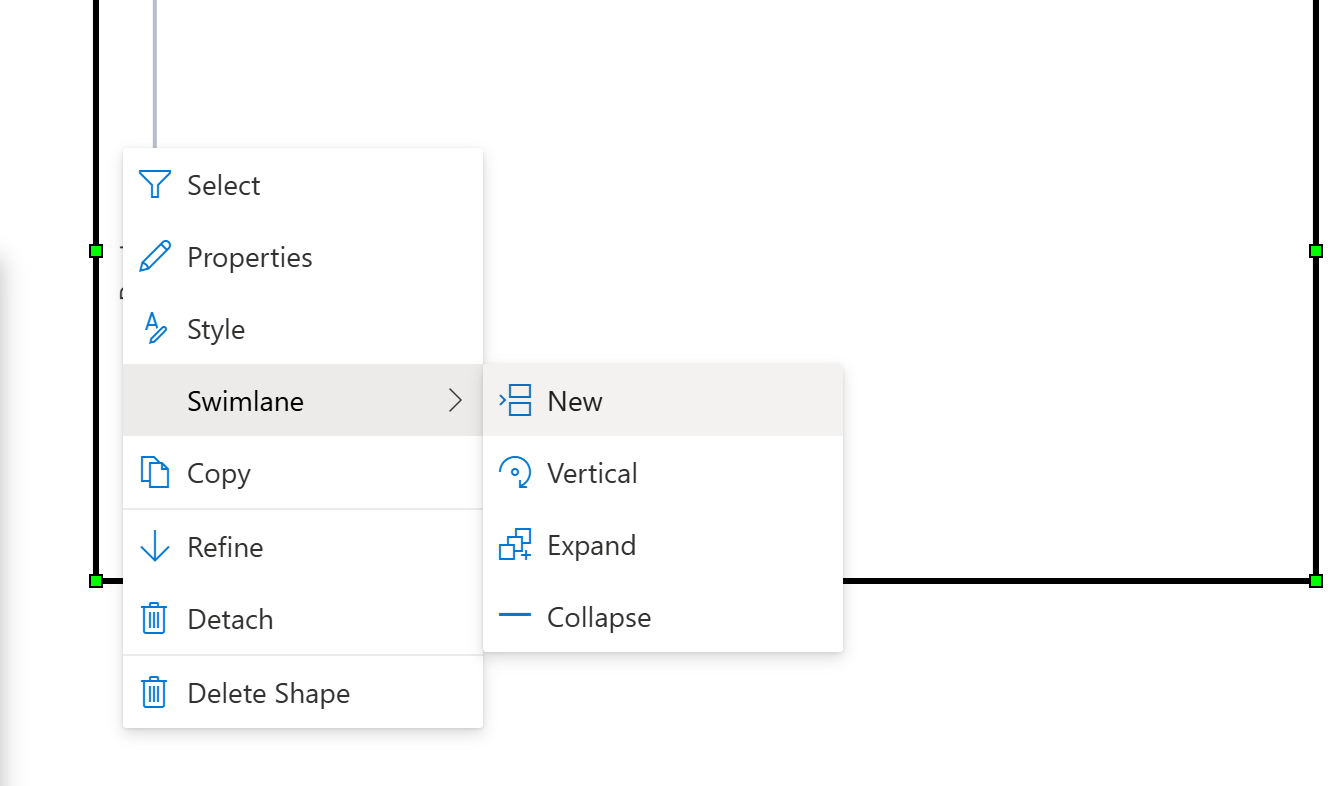 Select
Properties
Style
Swimlane
Copy
Refine
Detach
Delete Shape
New
Vertical
Expand
Collapse